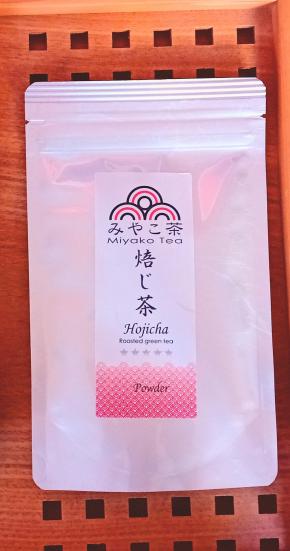 みやこ茶
Miyako Tea
焙じ茶
Hojicha
Roasted green tea
Powder